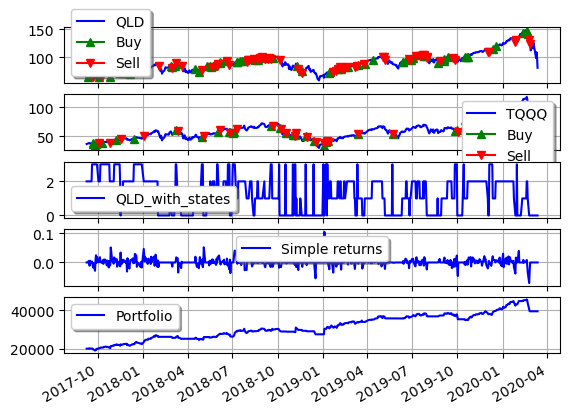 150
100
QLD
Buy
Sell
100
50
TQQQ
Buy
Sell
2
0
QLD_with_states
0.1
0.0
Simple returns
40000
20000
Portfolio
2017-10
2018-01
2018-04
2018-07
2018-10
2019-01
2019-04
2019-07
2019-10
2020-01
2020-04